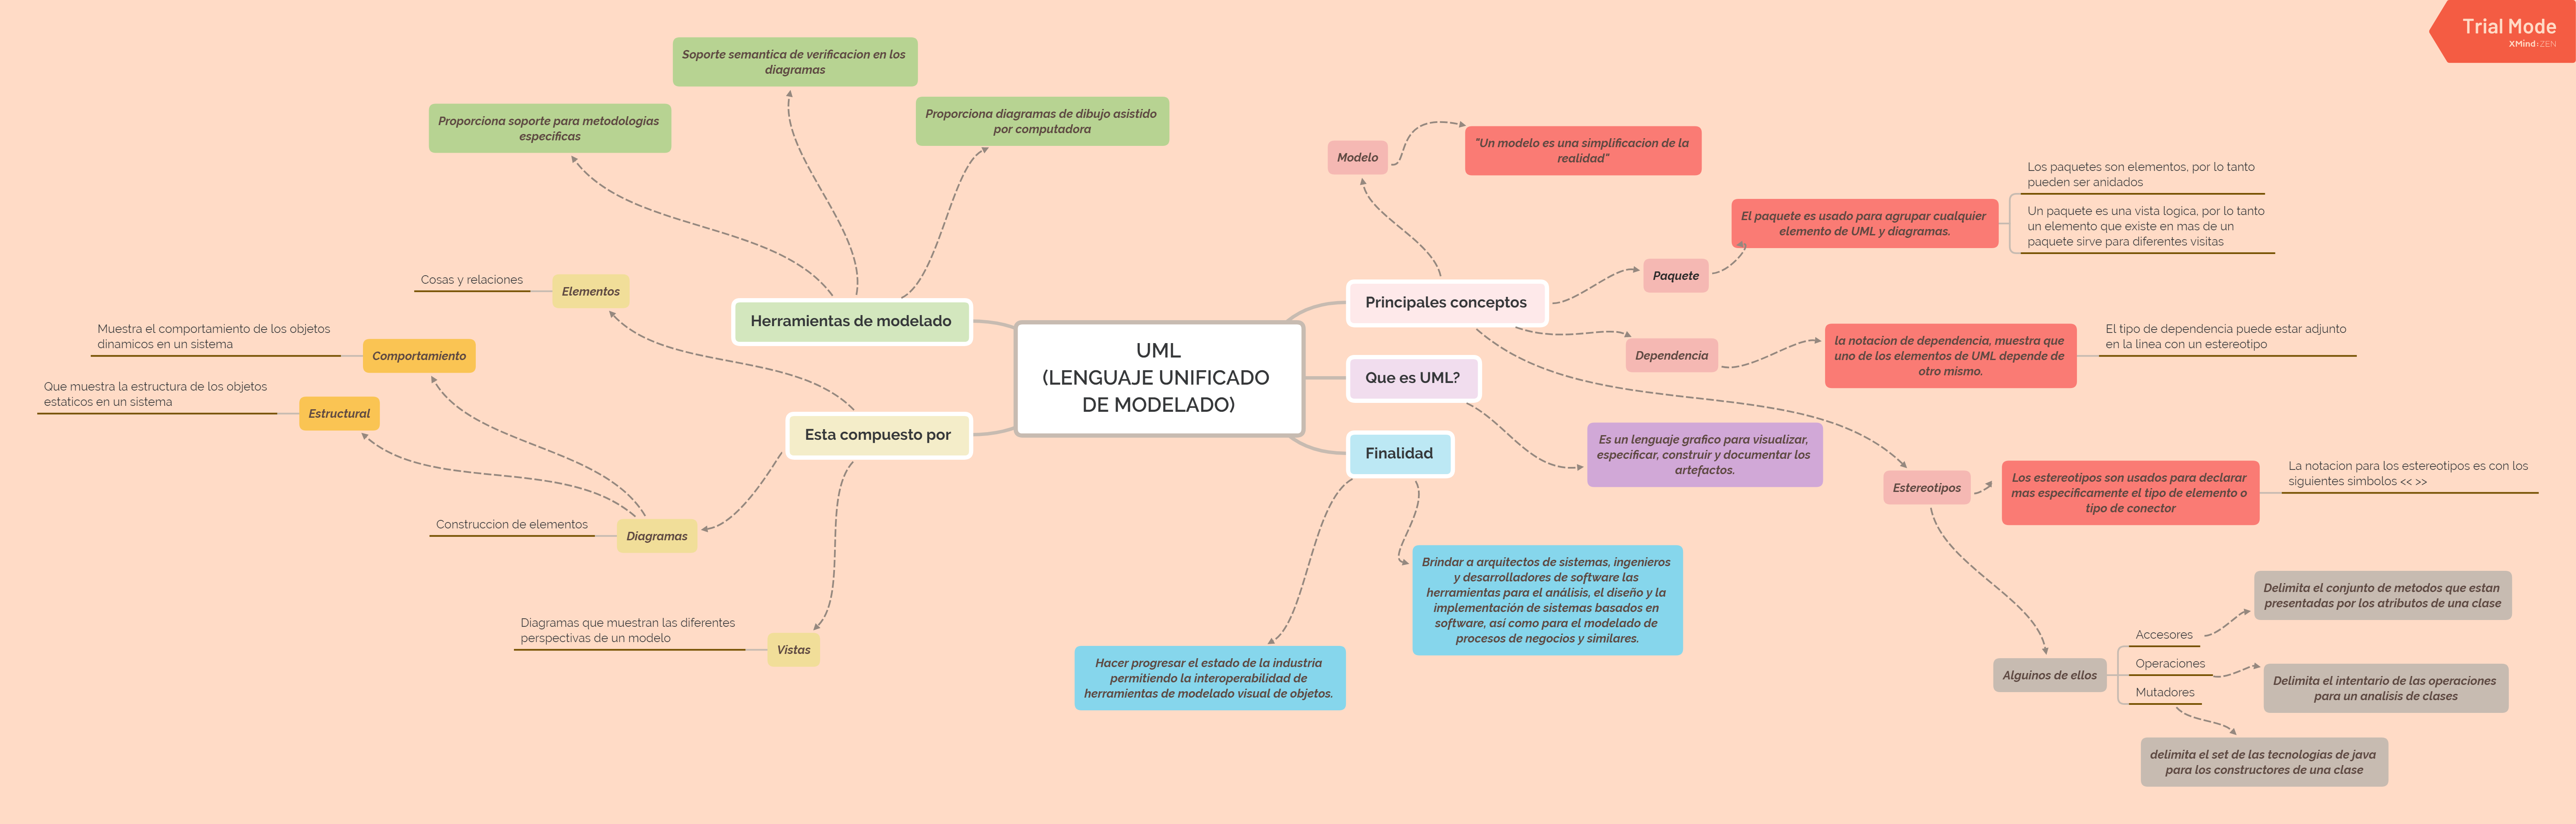 Trial Mode
XMind:ZEN
Soporte semantica de verificacion en los
diagramas
Proporciona soporte para metodologias
especificas
Proporciona diagramas de dibujo asistido
por computadora
Herramientas de modelado
Cosas y relaciones
Elementos
Muestra el comportamiento de los objetos
dinamicos en un sistema
Comportamiento
Que muestra la estructura de los objetos
estaticos en un sistema
Estructural
Esta compuesto por
Construccion de elementos
Diagramas
Diagramas que muestran las diferentes
perspectivas de un modelo
Vistas
UML
(LENGUAJE UNIFICADO
DE MODELADO)
Principales conceptos
Modelo
"Un modelo es una simplificacion de la
realidad"
Paquete
El paquete es usado para agrupar cualquier
elemento de UML y diagramas.
Los paquetes son elementos, por lo tanto
pueden ser anidados
Un paquete es una vista logica, por lo tanto
un elemento que existe en mas de un
paquete sirve para diferentes visitas
Dependencia
la notacion de dependencia, muestra que
uno de los elementos de UML depende de
otro mismo.
El tipo de dependencia puede estar adjunto
en la linea con un estereotipo
Que es UML?
Es un lenguaje grafico para visualizar,
especificar, construir y documentar los
artefactos.
Finalidad
Brindar a arquitectos de sistemas, ingenieros
y desarrolladores de software las
herramientas para el análisis, el diseño y la
implementación de sistemas basados en
software, así como para el modelado de
procesos de negocios y similares.
Hacer progresar el estado de la industria
permitiendo la interoperabilidad de
herramientas de modelado visual de objetos.
Estereotipos
Los estereotipos son usados para declarar
mas especificamente el tipo de elemento o
tipo de conector
La notacion para los estereotipos es con los
siguientes simbolos << >>
Alguinos de ellos
Accesores
Delimita el conjunto de metodos que estan
presentadas por los atributos de una clase
Operaciones
Delimita el intentario de las operaciones
para un analisis de clases
Mutadores
delimita el set de las tecnologias de java
para los constructores de una clase